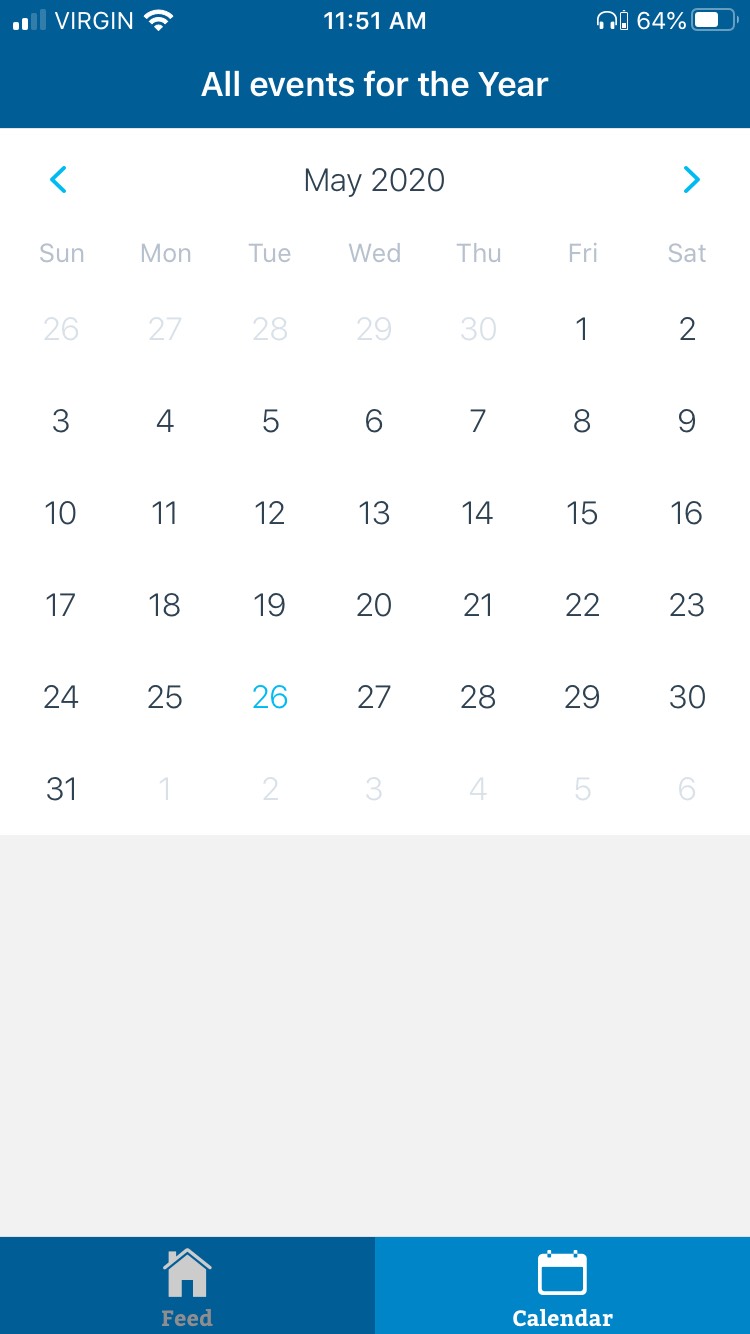 VIRGIN 11:51 AM 64%
All events for the Year
May 2020
Sun Mon Tue Wed Thu Fri Sat
26 27 28 29 30 1 2
3 4 5 6 7 8 9
10 11 12 13 14 15 16
17 18 19 20 21 22 23
24 25 26 27 28 29 30
31 1 2 3 4 5 6
Feed Calendar